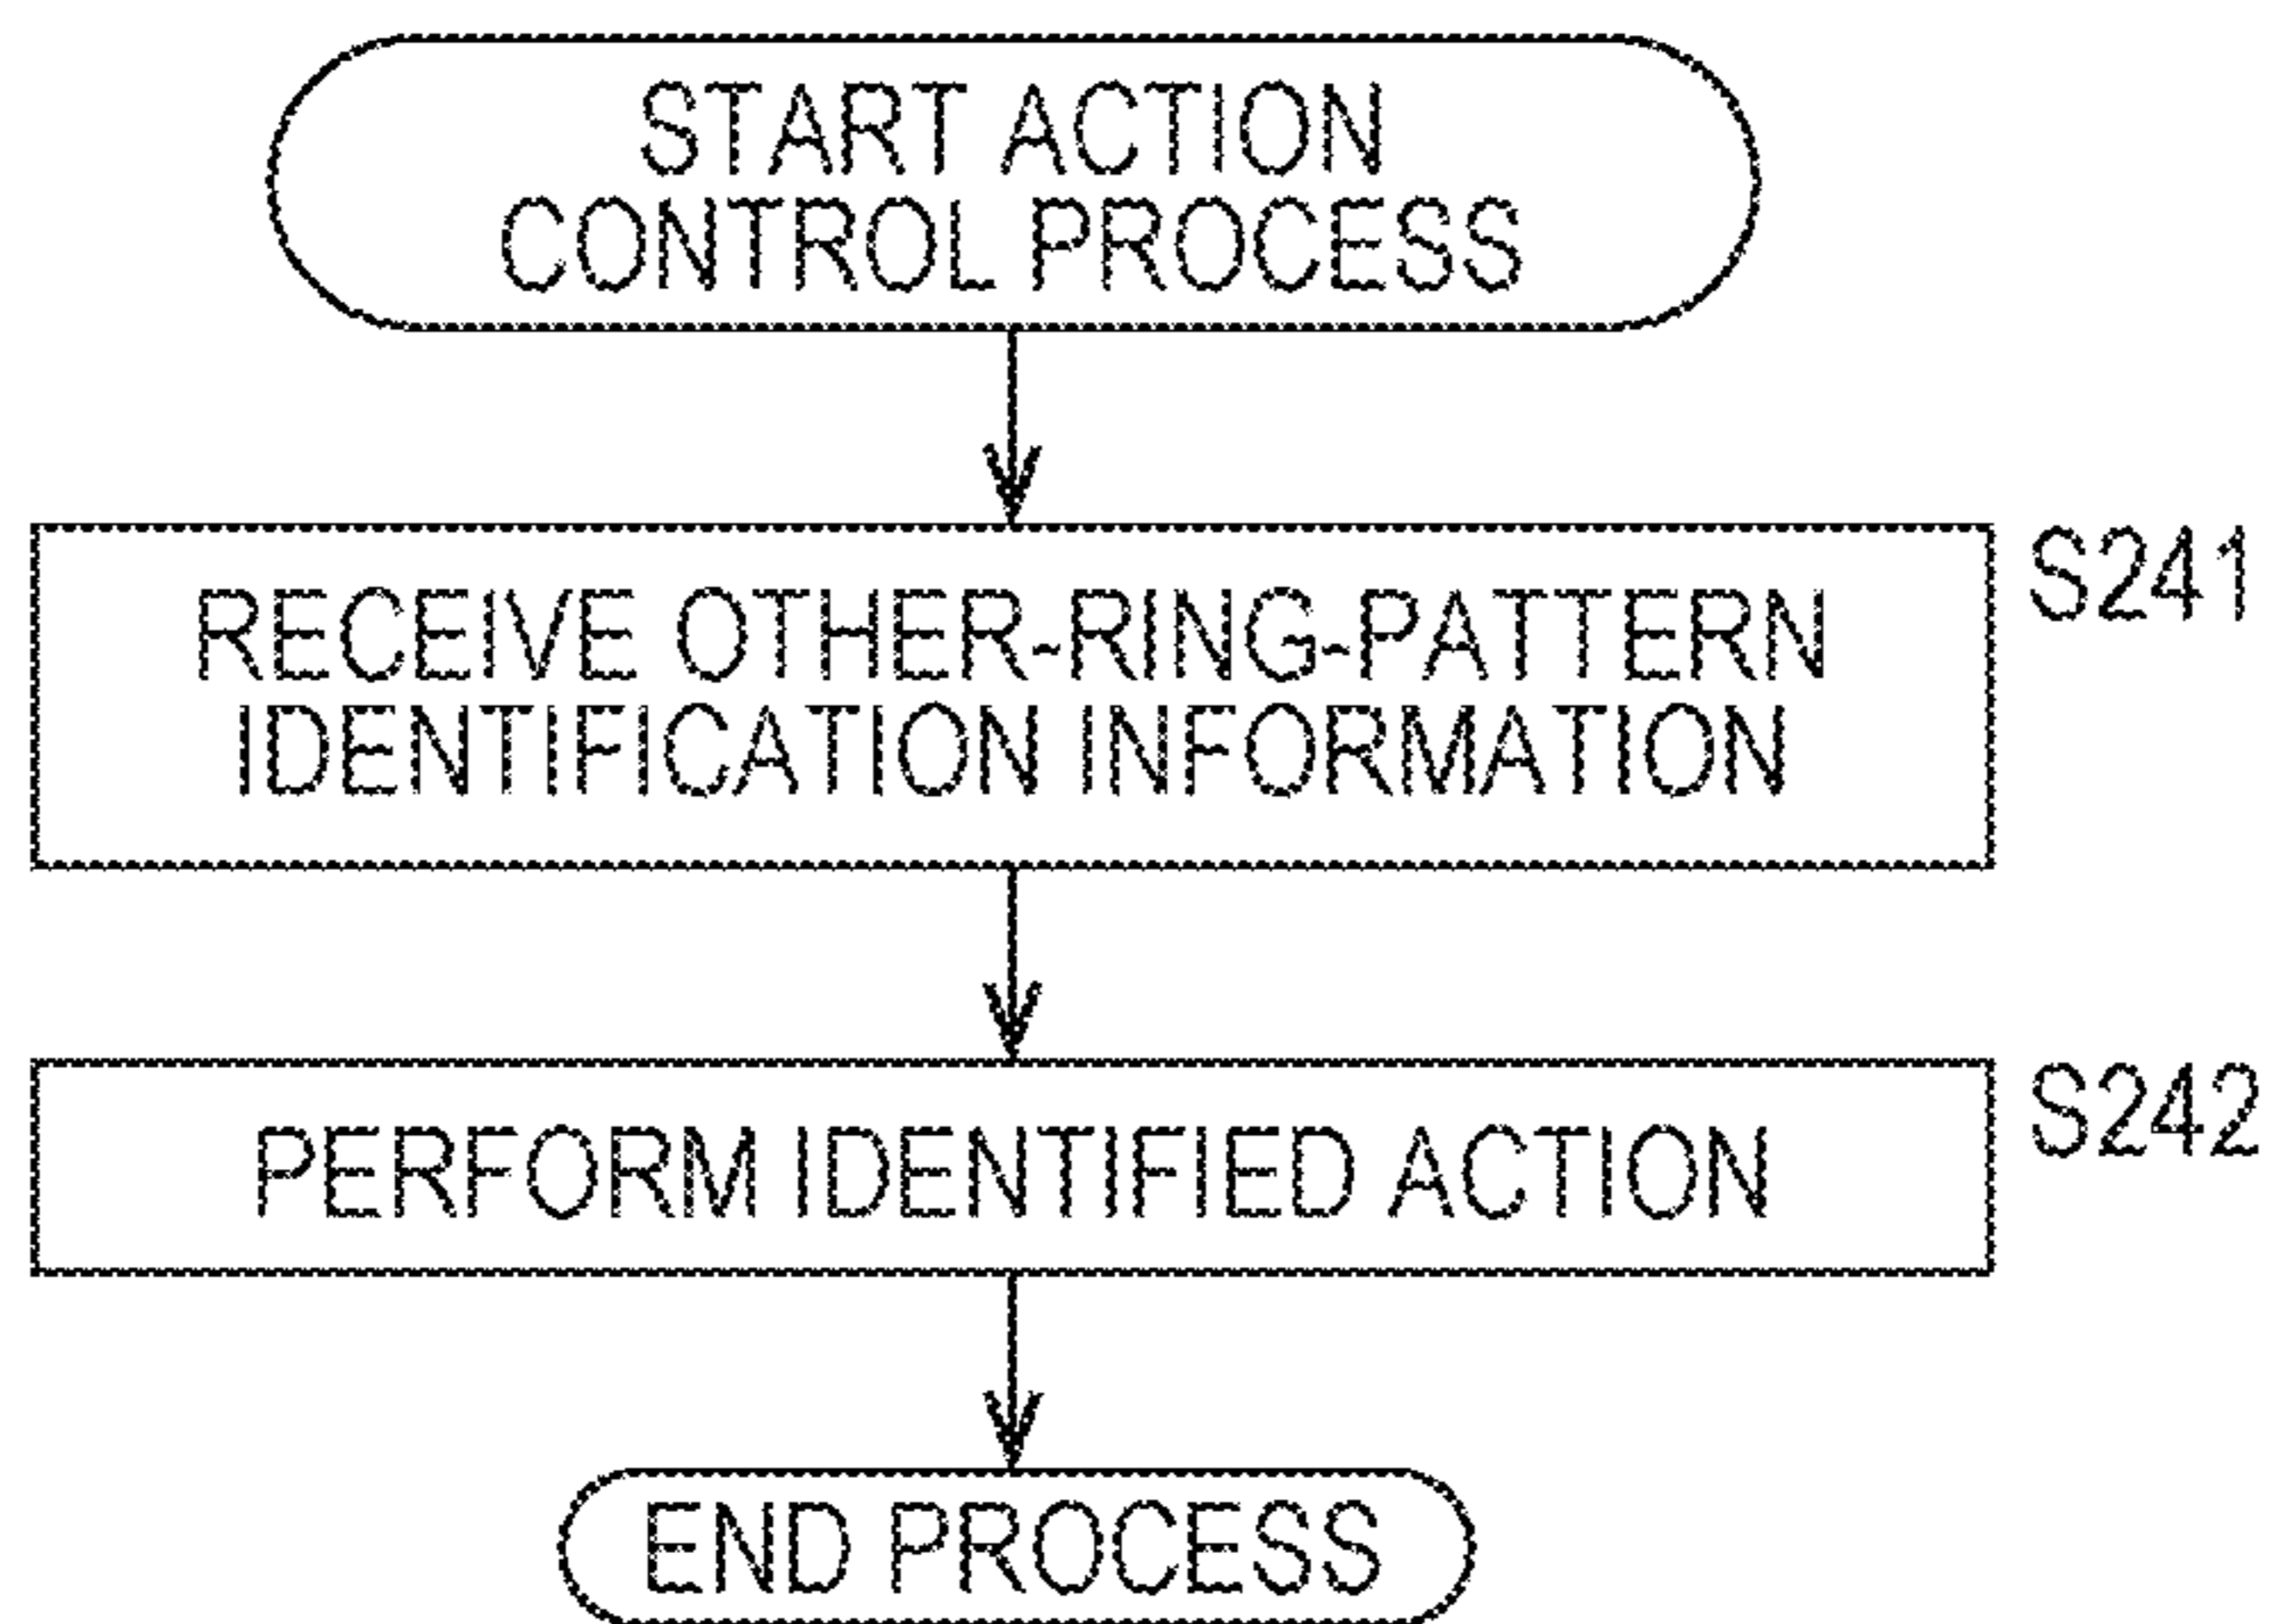 START ACTION
CONTROL PROCESS
RECEIVE OTHER-RING-PATTERN
IDENTIFICATION INFORMATION
S241
PERFORM IDENTIFIED ACTION
S242
END PROCESS